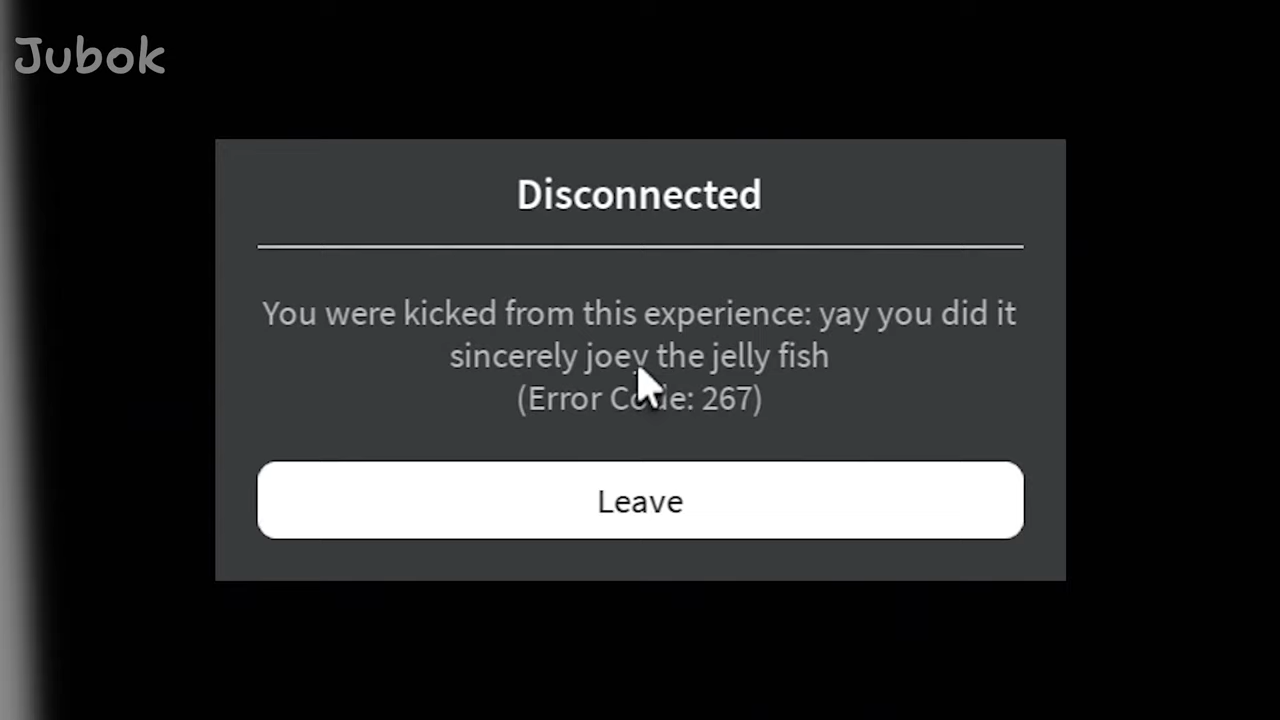 Jubok
Disconnected
You were kicked from this experience: yay you did it
sincerely joey the jelly fish
(Error Code: 267)
Leave